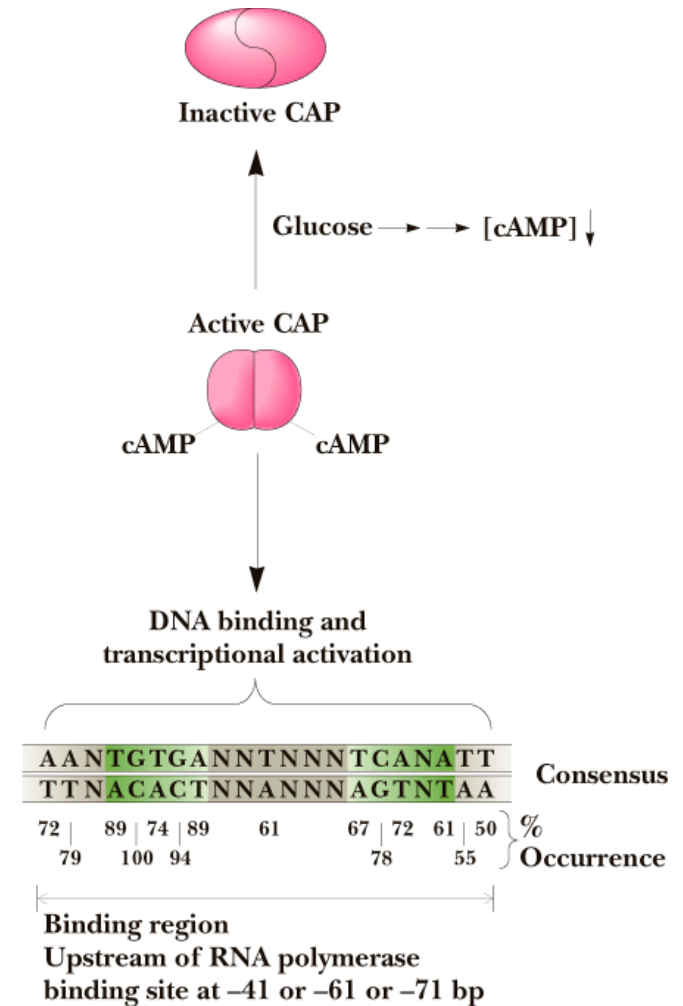 Inactive CAP
Glucose → → [cAMP] ↓
Active CAP
cAMP cAMP
DNA binding and
transcriptional activation
A A N T G T G A N N T N N N T C A N A T T
T T N A C A C T N N A N N N A G T N T A A
Consensus
72 89 74 89 61 67 72 61 50 %
79 100 94 78 55 Occurrence
Binding region
Upstream of RNA polymerase
binding site at –41 or –61 or –71 bp